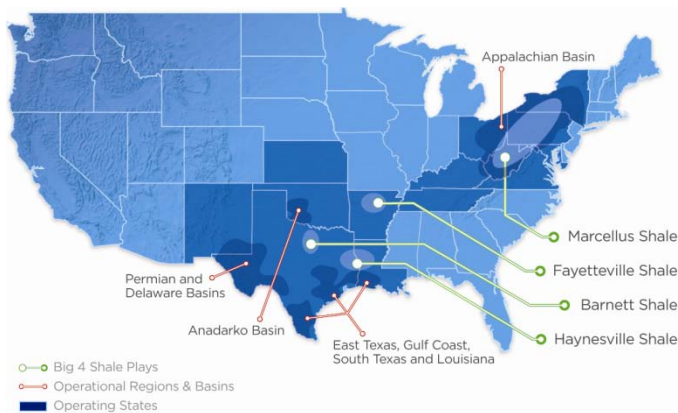 Appalachian Basin
Marcellus Shale
Fayetteville Shale
Permian and
Delaware Basins
Barnett Shale
Anadarko Basin
Haynesville Shale
East Texas, Gulf Coast,
South Texas and Louisiana
Big 4 Shale Plays
Operational Regions & Basins
Operating States